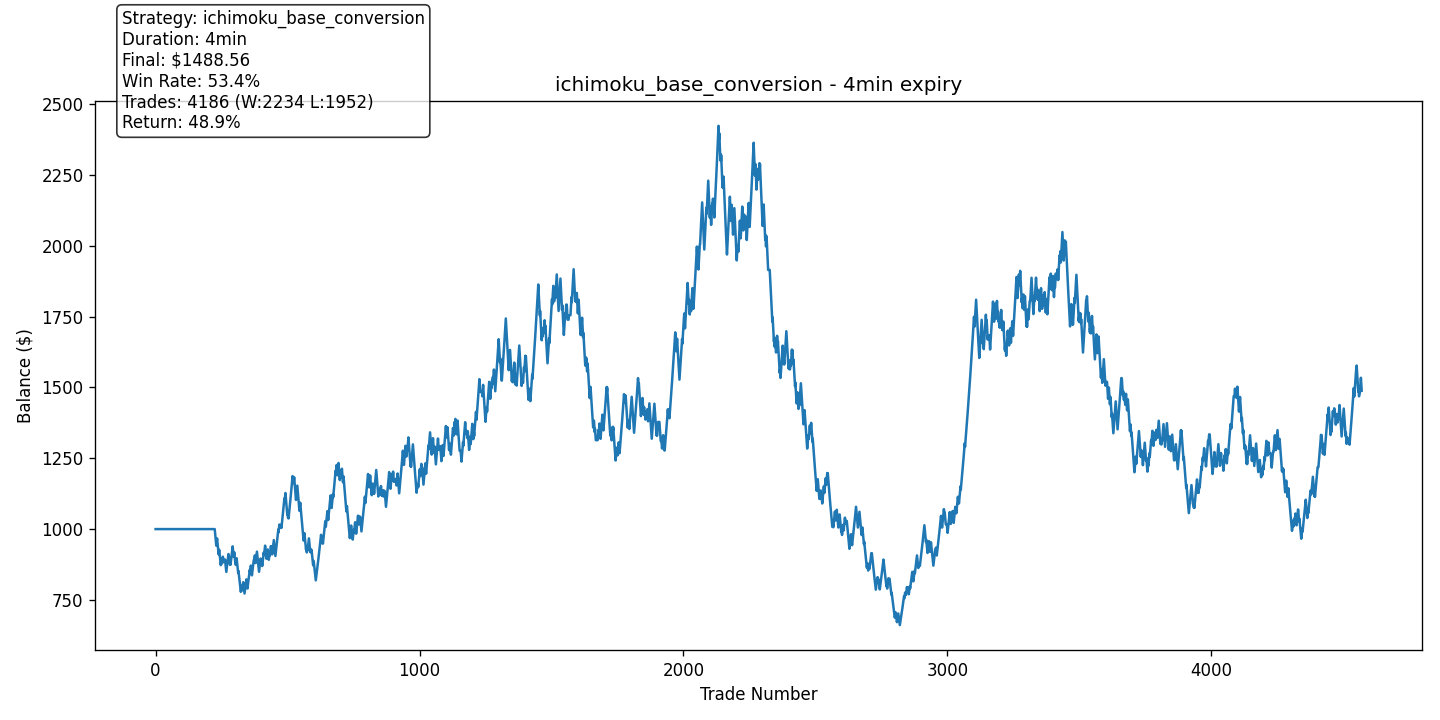 Strategy: ichimoku_base_conversion
Duration: 4min
Final: $1488.56
Win Rate: 53.4%
Trades: 4186 (W:2234 L:1952)
Return: 48.9%
ichimoku_base_conversion - 4min expiry
2500
2250
2000
1750
1500
1250
1000
750
Balance ($)
0
1000
2000
3000
4000
Trade Number